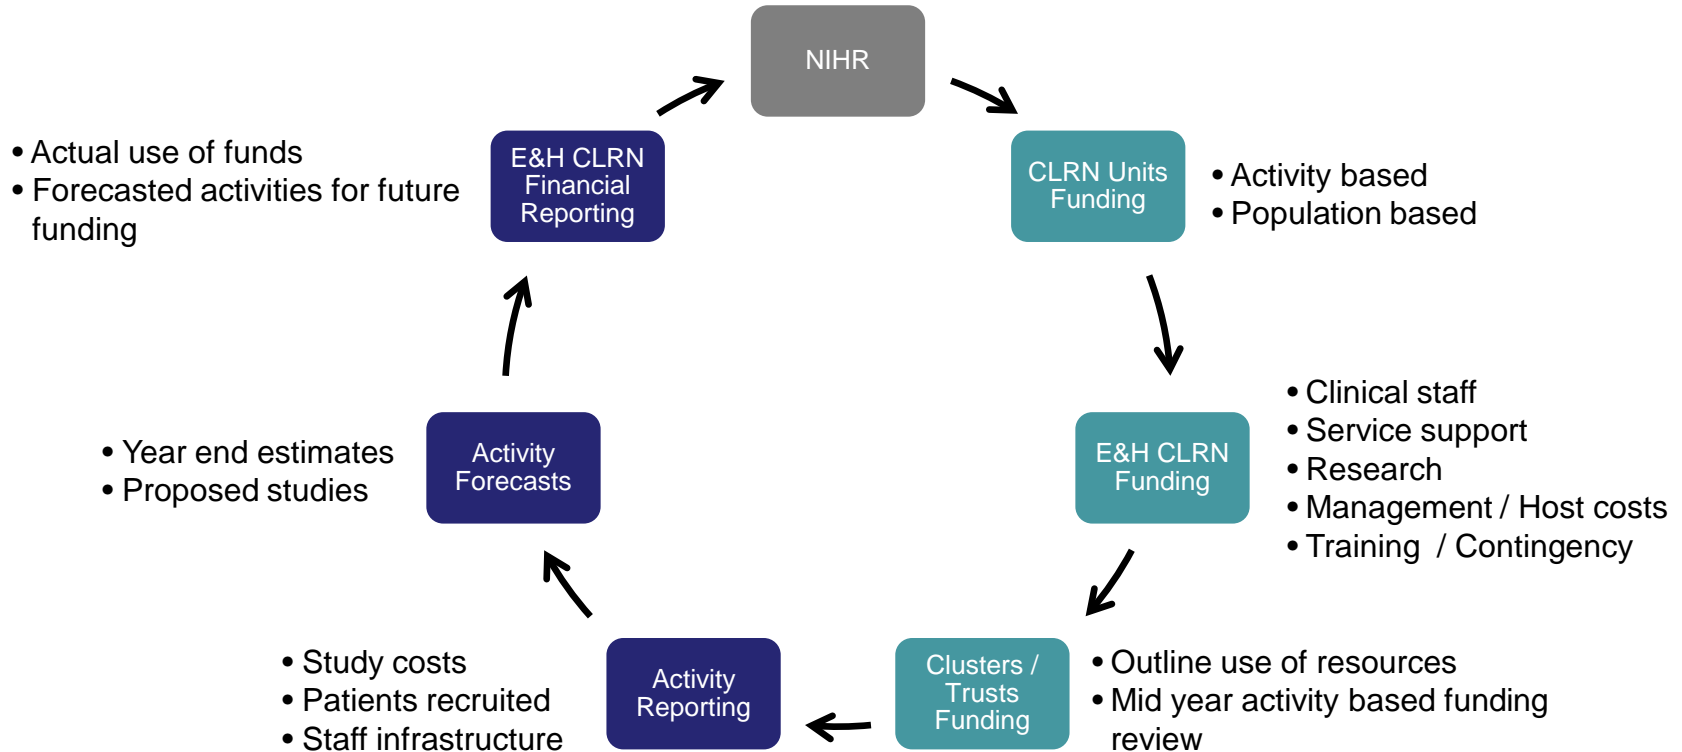 NIHR
E&H CLRN
Financial
Reporting
• Actual use of funds
• Forecasted activities for future
funding
CLRN Units
Funding
• Activity based
• Population based
E&H CLRN
Funding
• Clinical staff
• Service support
• Research
• Management / Host costs
• Training / Contingency
Activity
Forecasts
• Year end estimates
• Proposed studies
Clusters /
Trusts
Funding
• Outline use of resources
• Mid year activity based funding
review
Activity
Reporting
• Study costs
• Patients recruited
• Staff infrastructure